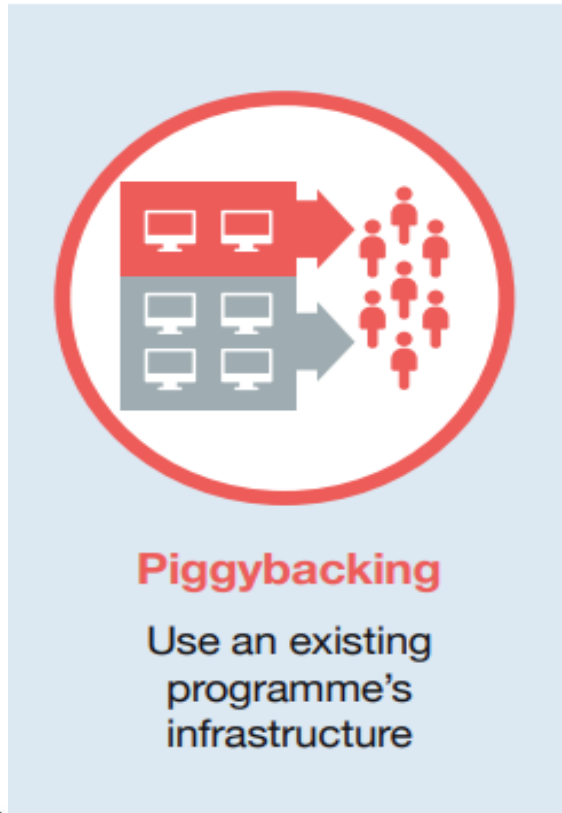 Piggybacking
Use an existing
programme’s
infrastructure